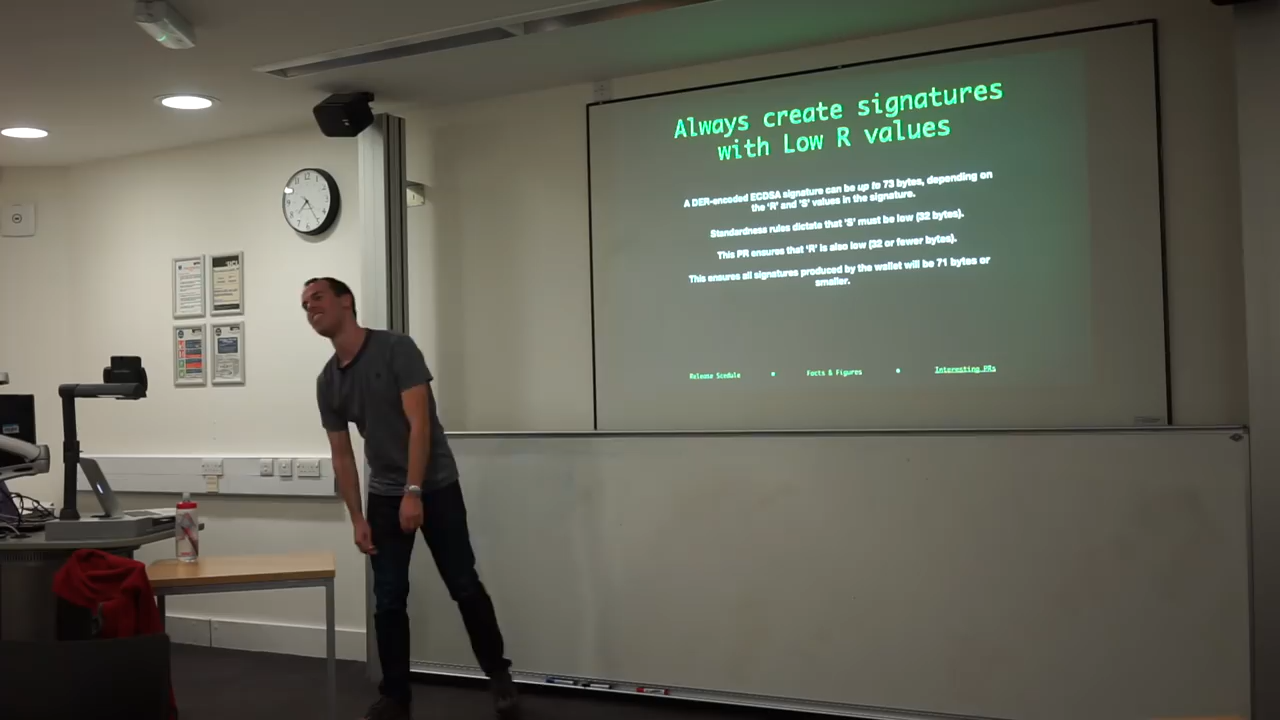 Always create signatures
with Low R values
A DER-encoded ECDSA signature can be up to 73 bytes, depending on
the 'R' and 'S' values in the signature.
Standardness rules dictate that 'S' must be low (32 bytes).
This PR ensures that 'R' is also low (32 or fewer bytes).
This ensures all signatures produced by the wallet will be 71 bytes or
smaller.
Release Scedule • Facts & Figures • Interesting PRs